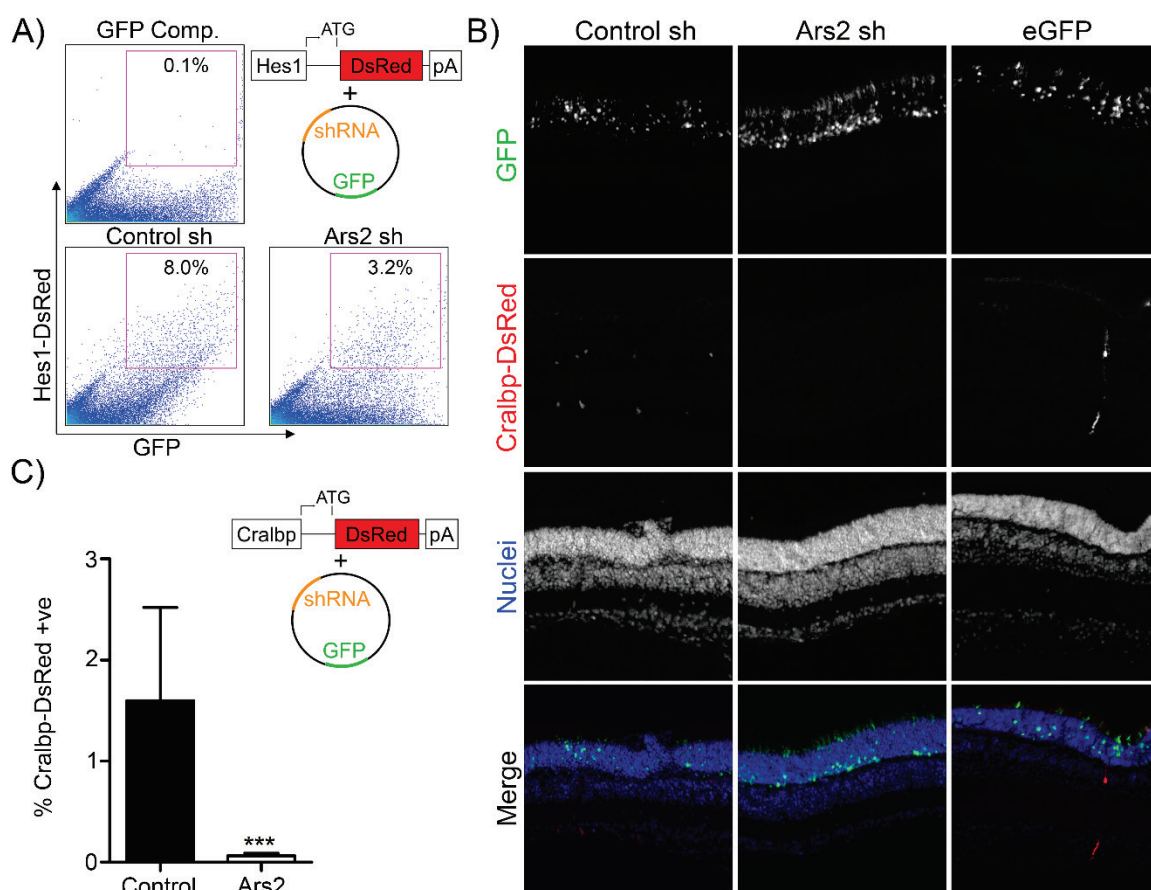 A)
GFP Comp.
0.1%
Hes1
ATG
DsRed
pA
+
shRNA
GFP
Control sh
8.0%
Ars2 sh
3.2%
Hes1-DsRed
GFP
B)
Control sh
Ars2 sh
eGFP
GFP
Cralbp-DsRed
Nuclei
Merge
C)
Cralbp
ATG
DsRed
pA
+
shRNA
GFP
% Cralbp-DsRed +ve
3
2
1
0
***
Control
Ars2